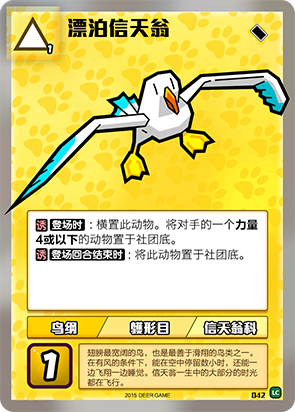 漂泊信天翁
1
诱 登场时：横置此动物。将对手的一个力量
4或以下的动物置于社团底。
诱 登场回合结束时：将此动物置于社团底。
鸟纲 鹱形目 信天翁科
1
翅膀最宽阔的鸟，也是最善于滑翔的鸟类之一。
在有风的条件下，能在空中停留数小时，还能一
边飞翔一边睡觉。信天翁一生中的大部分的时光
都在飞行。
2015 DEER GAME
042 LC